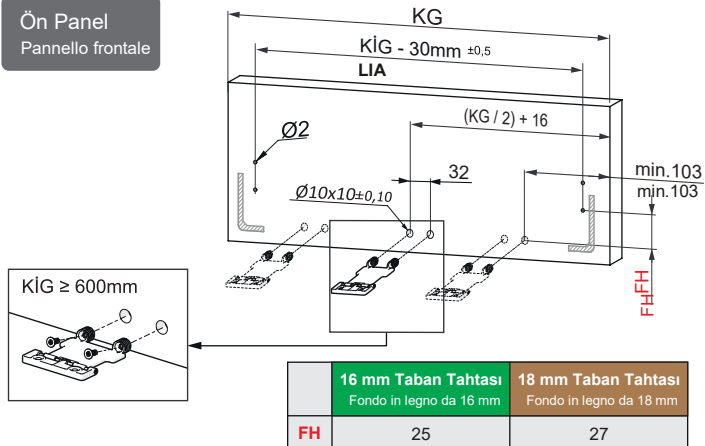 Ön Panel
Pannello frontale
KG
KİG - 30mm ±0,5
LIA
(KG / 2) + 16
Ø2
32
min.103
min.103
Ø10x10±0,10
FH
FH
KİG ≥ 600mm
16 mm Taban Tahtası
Fondo in legno da 16 mm
18 mm Taban Tahtası
Fondo in legno da 18 mm
FH
25
27